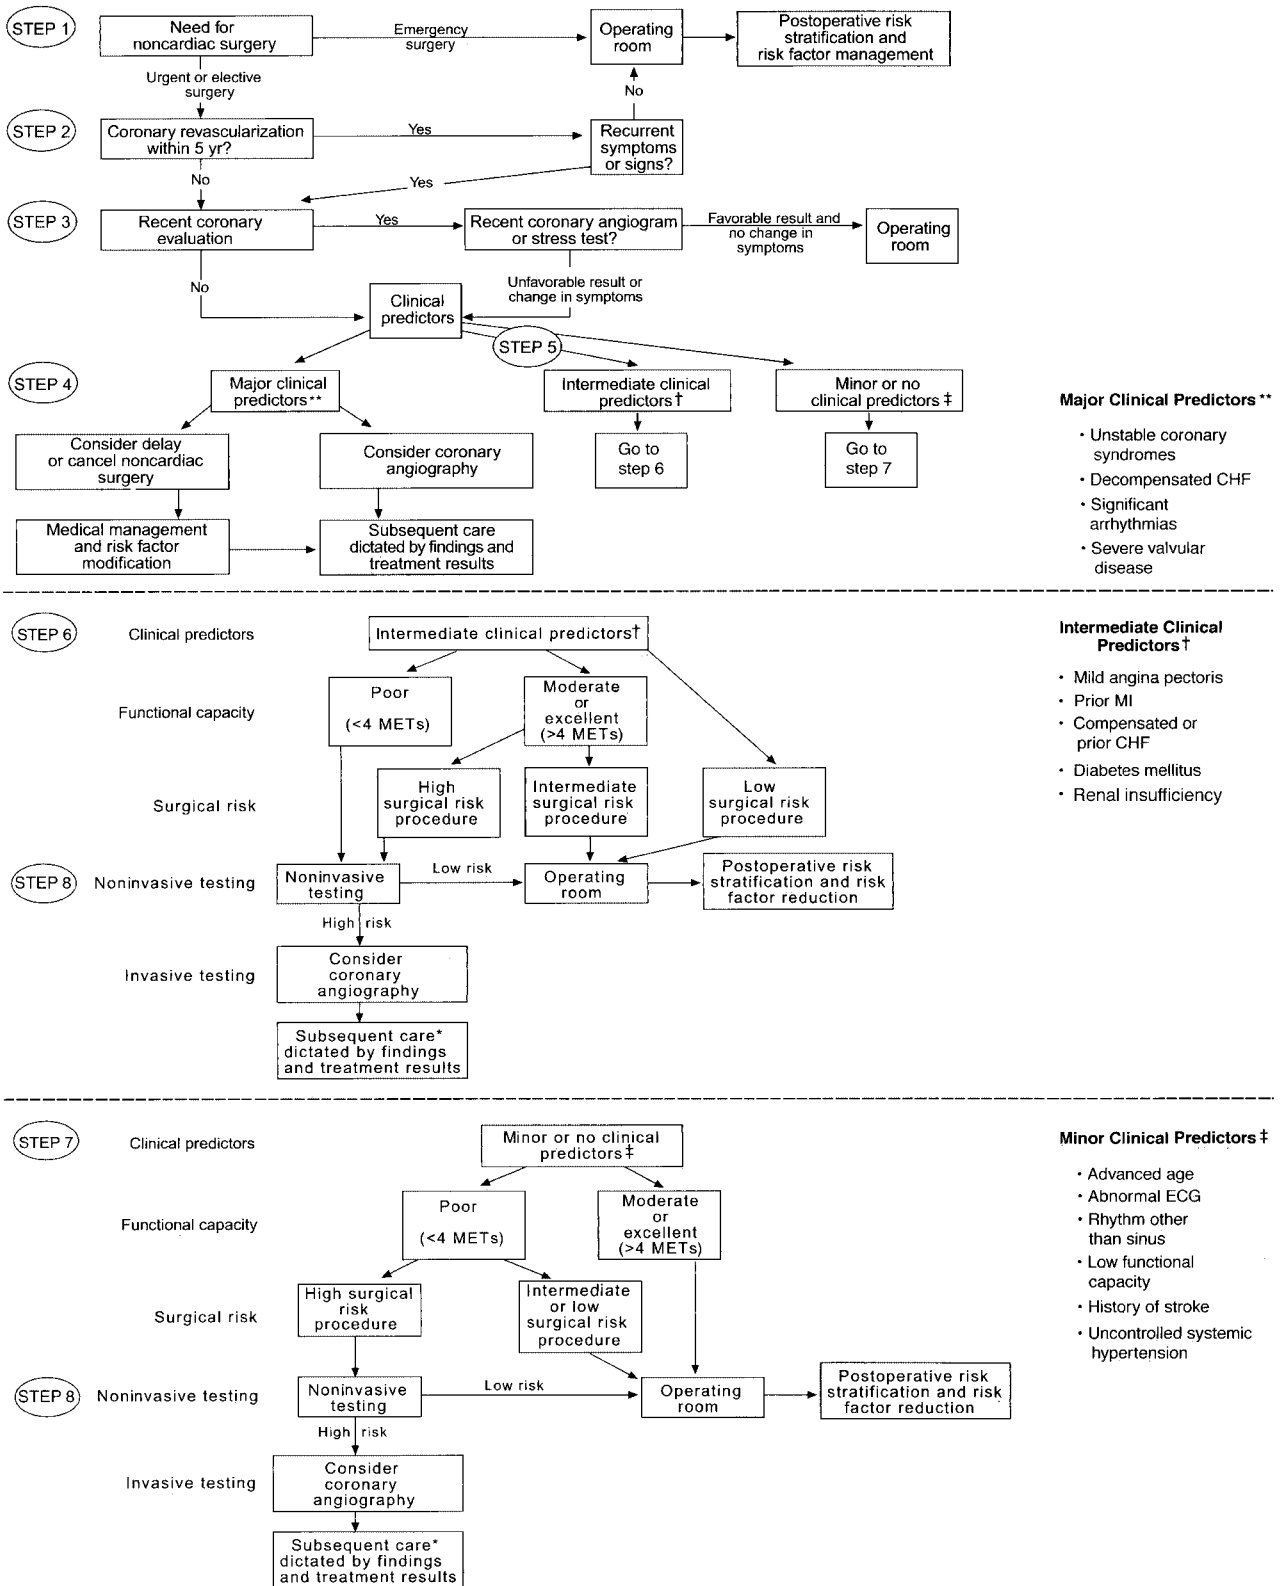 STEP 1
Need for
noncardiac surgery
Emergency
surgery
Operating
room
Postoperative risk
stratification and
risk factor management
Urgent or elective
surgery
No
STEP 2
Coronary revascularization
within 5 yr?
Yes
Recurrent
symptoms
or signs?
No
Yes
STEP 3
Recent coronary
evaluation
Yes
Recent coronary angiogram
or stress test?
Favorable result and
no change in
symptoms
Operating
room
No
Unfavorable result or
change in symptoms
Clinical
predictors
STEP 5
STEP 4
Major clinical
predictors**
Intermediate clinical
predictors†
Minor or no
clinical predictors‡
Consider delay
or cancel noncardiac
surgery
Consider coronary
angiography
Go to
step 6
Go to
step 7
Medical management
and risk factor
modification
Subsequent care
dictated by findings and
treatment results
Major Clinical Predictors**
• Unstable coronary
syndromes
• Decompensated CHF
• Significant
arrhythmias
• Severe valvular
disease
STEP 6
Clinical predictors
Intermediate clinical predictors†
Functional capacity
Poor
(<4 METs)
Moderate
or
excellent
(>4 METs)
Surgical risk
High
surgical risk
procedure
Intermediate
surgical risk
procedure
Low
surgical risk
procedure
STEP 8
Noninvasive testing
Noninvasive
testing
Low risk
Operating
room
Postoperative risk
stratification and risk
factor reduction
High risk
Invasive testing
Consider
coronary
angiography
Subsequent care*
dictated by findings
and treatment results
Intermediate Clinical
Predictors†
• Mild angina pectoris
• Prior MI
• Compensated or
prior CHF
• Diabetes mellitus
• Renal insufficiency
STEP 7
Clinical predictors
Minor or no clinical
predictors‡
Functional capacity
Poor
(<4 METs)
Moderate
or
excellent
(>4 METs)
Surgical risk
High surgical
risk
procedure
Intermediate
or low
surgical risk
procedure
STEP 8
Noninvasive testing
Noninvasive
testing
Low risk
Operating
room
Postoperative risk
stratification and risk
factor reduction
High risk
Invasive testing
Consider
coronary
angiography
Subsequent care*
dictated by findings
and treatment results
Minor Clinical Predictors‡
• Advanced age
• Abnormal ECG
• Rhythm other
than sinus
• Low functional
capacity
• History of stroke
• Uncontrolled systemic
hypertension